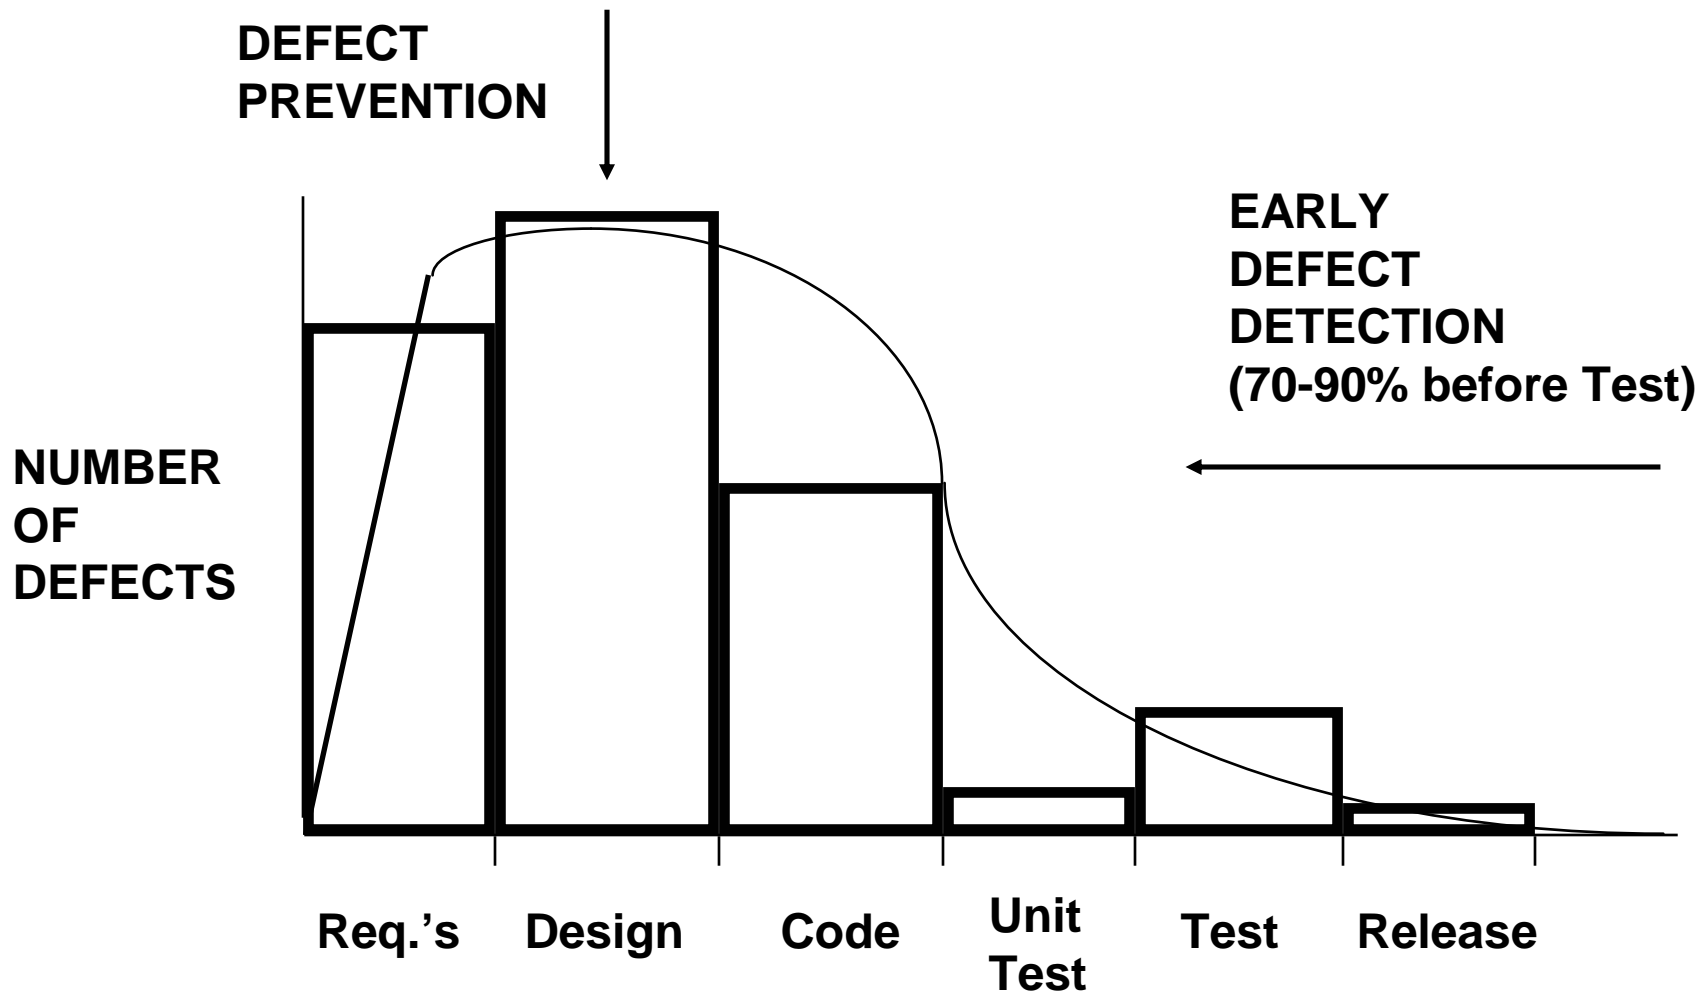 DEFECT
PREVENTION
EARLY
DEFECT
DETECTION
(70-90% before Test)
NUMBER
OF
DEFECTS
Req.’s
Design
Code
Unit
Test
Test
Release